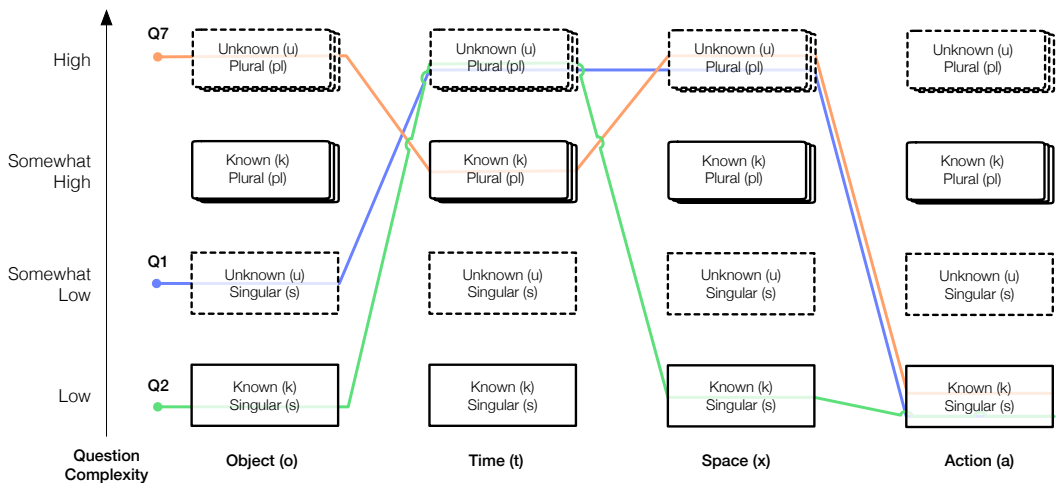 Q7
High
Unknown (u)
Plural (pl)
Unknown (u)
Plural (pl)
Unknown (u)
Plural (pl)
Unknown (u)
Plural (pl)
Somewhat
High
Known (k)
Plural (pl)
Known (k)
Plural (pl)
Known (k)
Plural (pl)
Known (k)
Plural (pl)
Q1
Somewhat
Low
Unknown (u)
Singular (s)
Unknown (u)
Singular (s)
Unknown (u)
Singular (s)
Unknown (u)
Singular (s)
Q2
Low
Known (k)
Singular (s)
Known (k)
Singular (s)
Known (k)
Singular (s)
Known (k)
Singular (s)
Question
Complexity
Object (o)
Time (t)
Space (x)
Action (a)